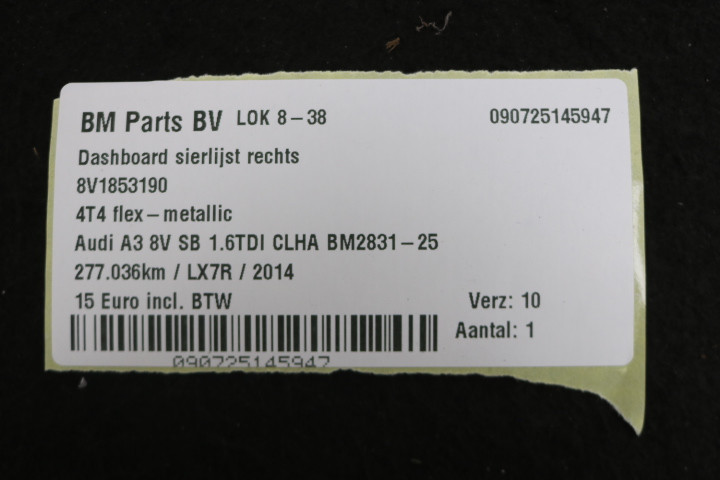 BM Parts BV LOK 8-38 090725145947
Dashboard sierlijst rechts
8V1853190
4T4 flex-metallic
Audi A3 8V SB 1.6TDI CLHA BM2831-25
277.036km / LX7R / 2014
15 Euro incl. BTW Verz: 10
Aantal: 1
090725145947